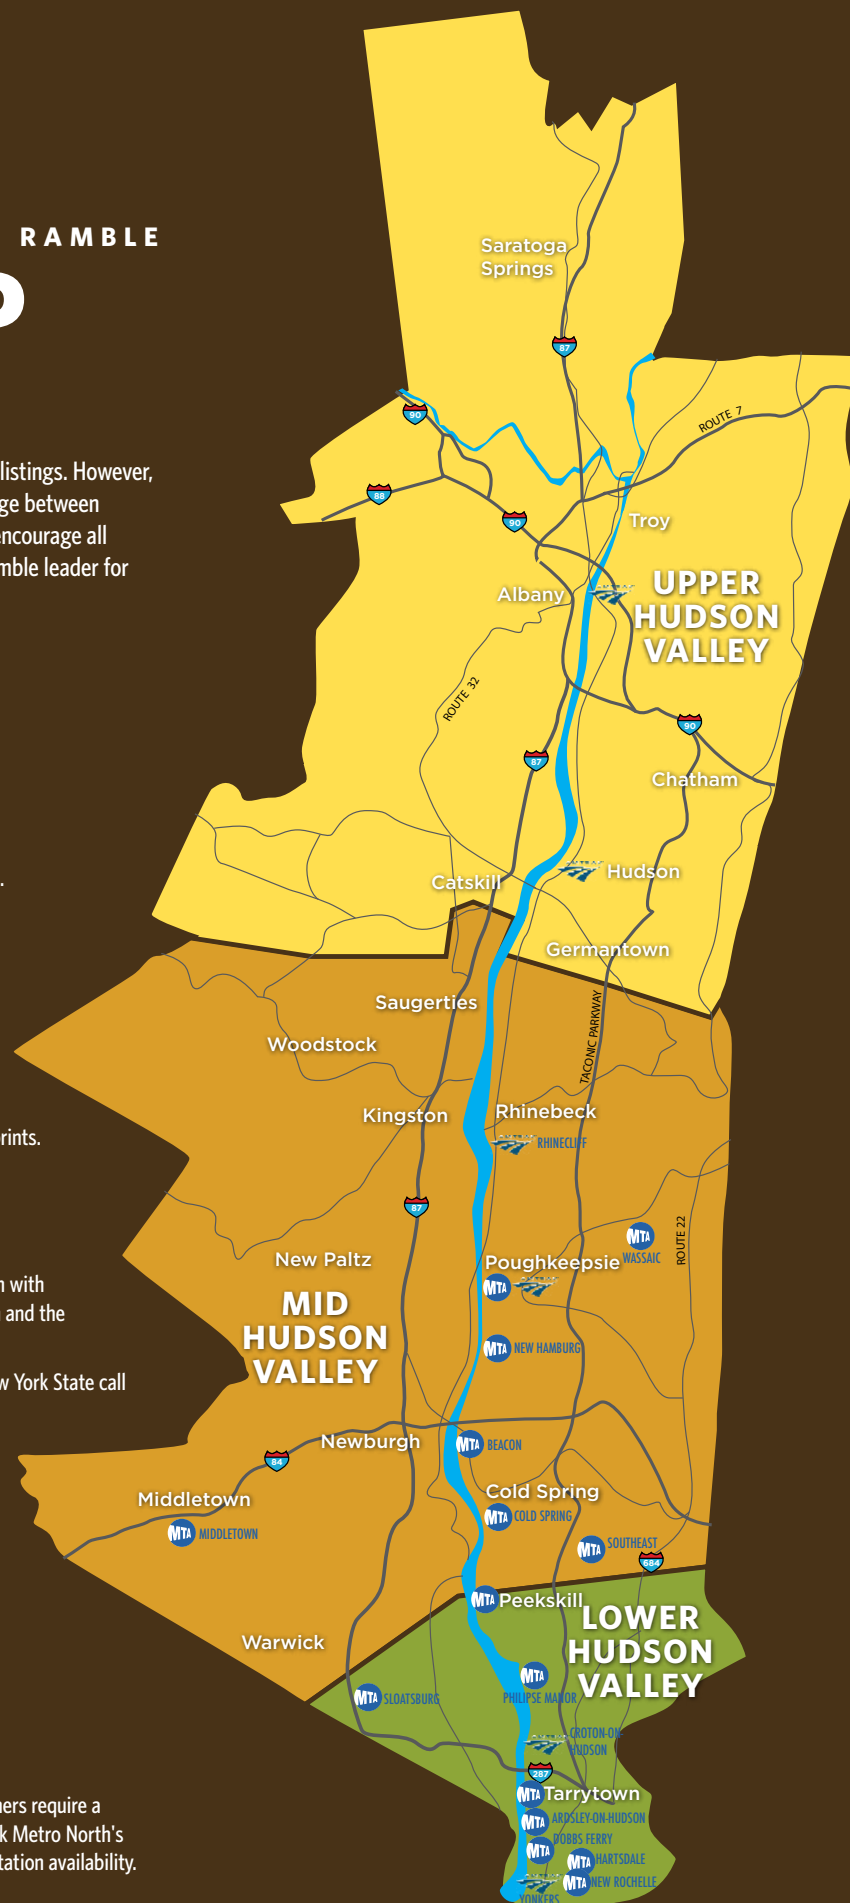 RAMBLE
listings. However,
ge between
encourage all
mble leader for
.
rints.
n with
and the
w York State call
ners require a
k Metro North's
tation availability.
Saratoga
Springs
87
90
ROUTE 7
88
90
Troy
Albany
UPPER
HUDSON
VALLEY
ROUTE 32
90
87
Chatham
Hudson
Catskill
Germantown
Saugerties
TACONIC PARKWAY
Woodstock
Kingston
Rhinebeck
RHINECLIFF
87
ROUTE 22
MTA
WASSAIC
New Paltz
Poughkeepsie
MTA
MID
HUDSON
VALLEY
MTA NEW HAMBURG
Newburgh
MTA BEACON
84
Middletown
Cold Spring
MTA COLD SPRING
MTA MIDDLETOWN
MTA SOUTHEAST
684
MTA Peekskill
LOWER
HUDSON
VALLEY
Warwick
MTA
PHILIPSE MANOR
MTA SLOATSBURG
CROTON-ON-
HUDSON
287
MTA Tarrytown
MTA ARDSLEY-ON-HUDSON
MTA DOBBS FERRY
MTA HARTSDALE
MTA NEW ROCHELLE
YONKERS